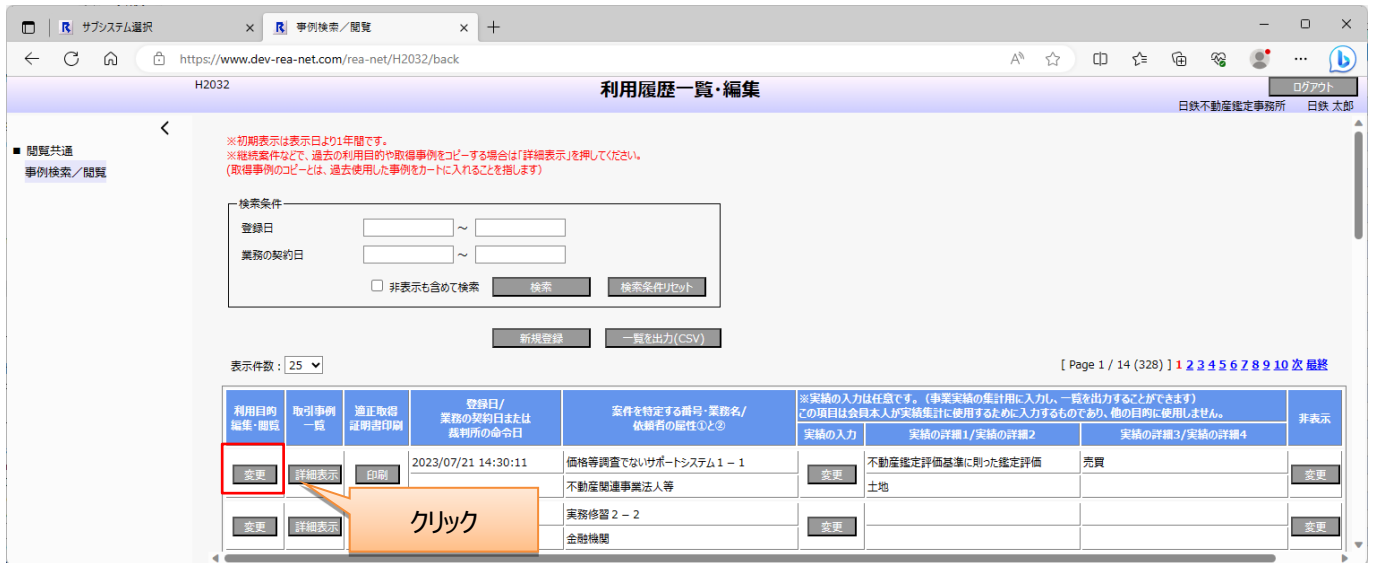 サブシステム選択
事例検索／閲覧
https://www.dev-rea-net.com/rea-net/H2032/back
H2032
利用履歴一覧・編集
ログアウト
日鉄不動産鑑定事務所 日鉄 太郎
■ 閲覧共通
事例検索／閲覧
※初期表示は表示日より1年間です。
※継続案件などで、過去の利用目的や取得事例をコピーする場合は「詳細表示」を押してください。
(取得事例のコピーとは、過去使用した事例をカートに入れることを指します)
検索条件
登録日 ～
業務の契約日 ～
非表示も含めて検索 検索 検索条件リセット
新規登録 一覧を出力(CSV)
表示件数： 25
[ Page 1 / 14 (328) ] 1 2 3 4 5 6 7 8 9 10 次 最終
利用目的
編集・閲覧
取引事例
一覧
適正取得
証明書印刷
登録日/
業務の契約日または
裁判所の命令日
案件を特定する番号・業務名/
依頼者の属性①と②
※実績の入力は任意です。（事業実績の集計用に入力し、一覧を出力することができます）
この項目は会員本人が実績集計に使用するために入力するものであり、他の目的に使用しません。
実績の入力 実績の詳細1/実績の詳細2 実績の詳細3/実績の詳細4
非表示
変更 詳細表示 印刷 2023/07/21 14:30:11 価格等調査でないサポートシステム１－１ 変更 不動産鑑定評価基準に則った鑑定評価 売買 変更
不動産関連事業法人等 土地
変更 詳細表示 実務修習２－２ 変更 変更
金融機関
クリック